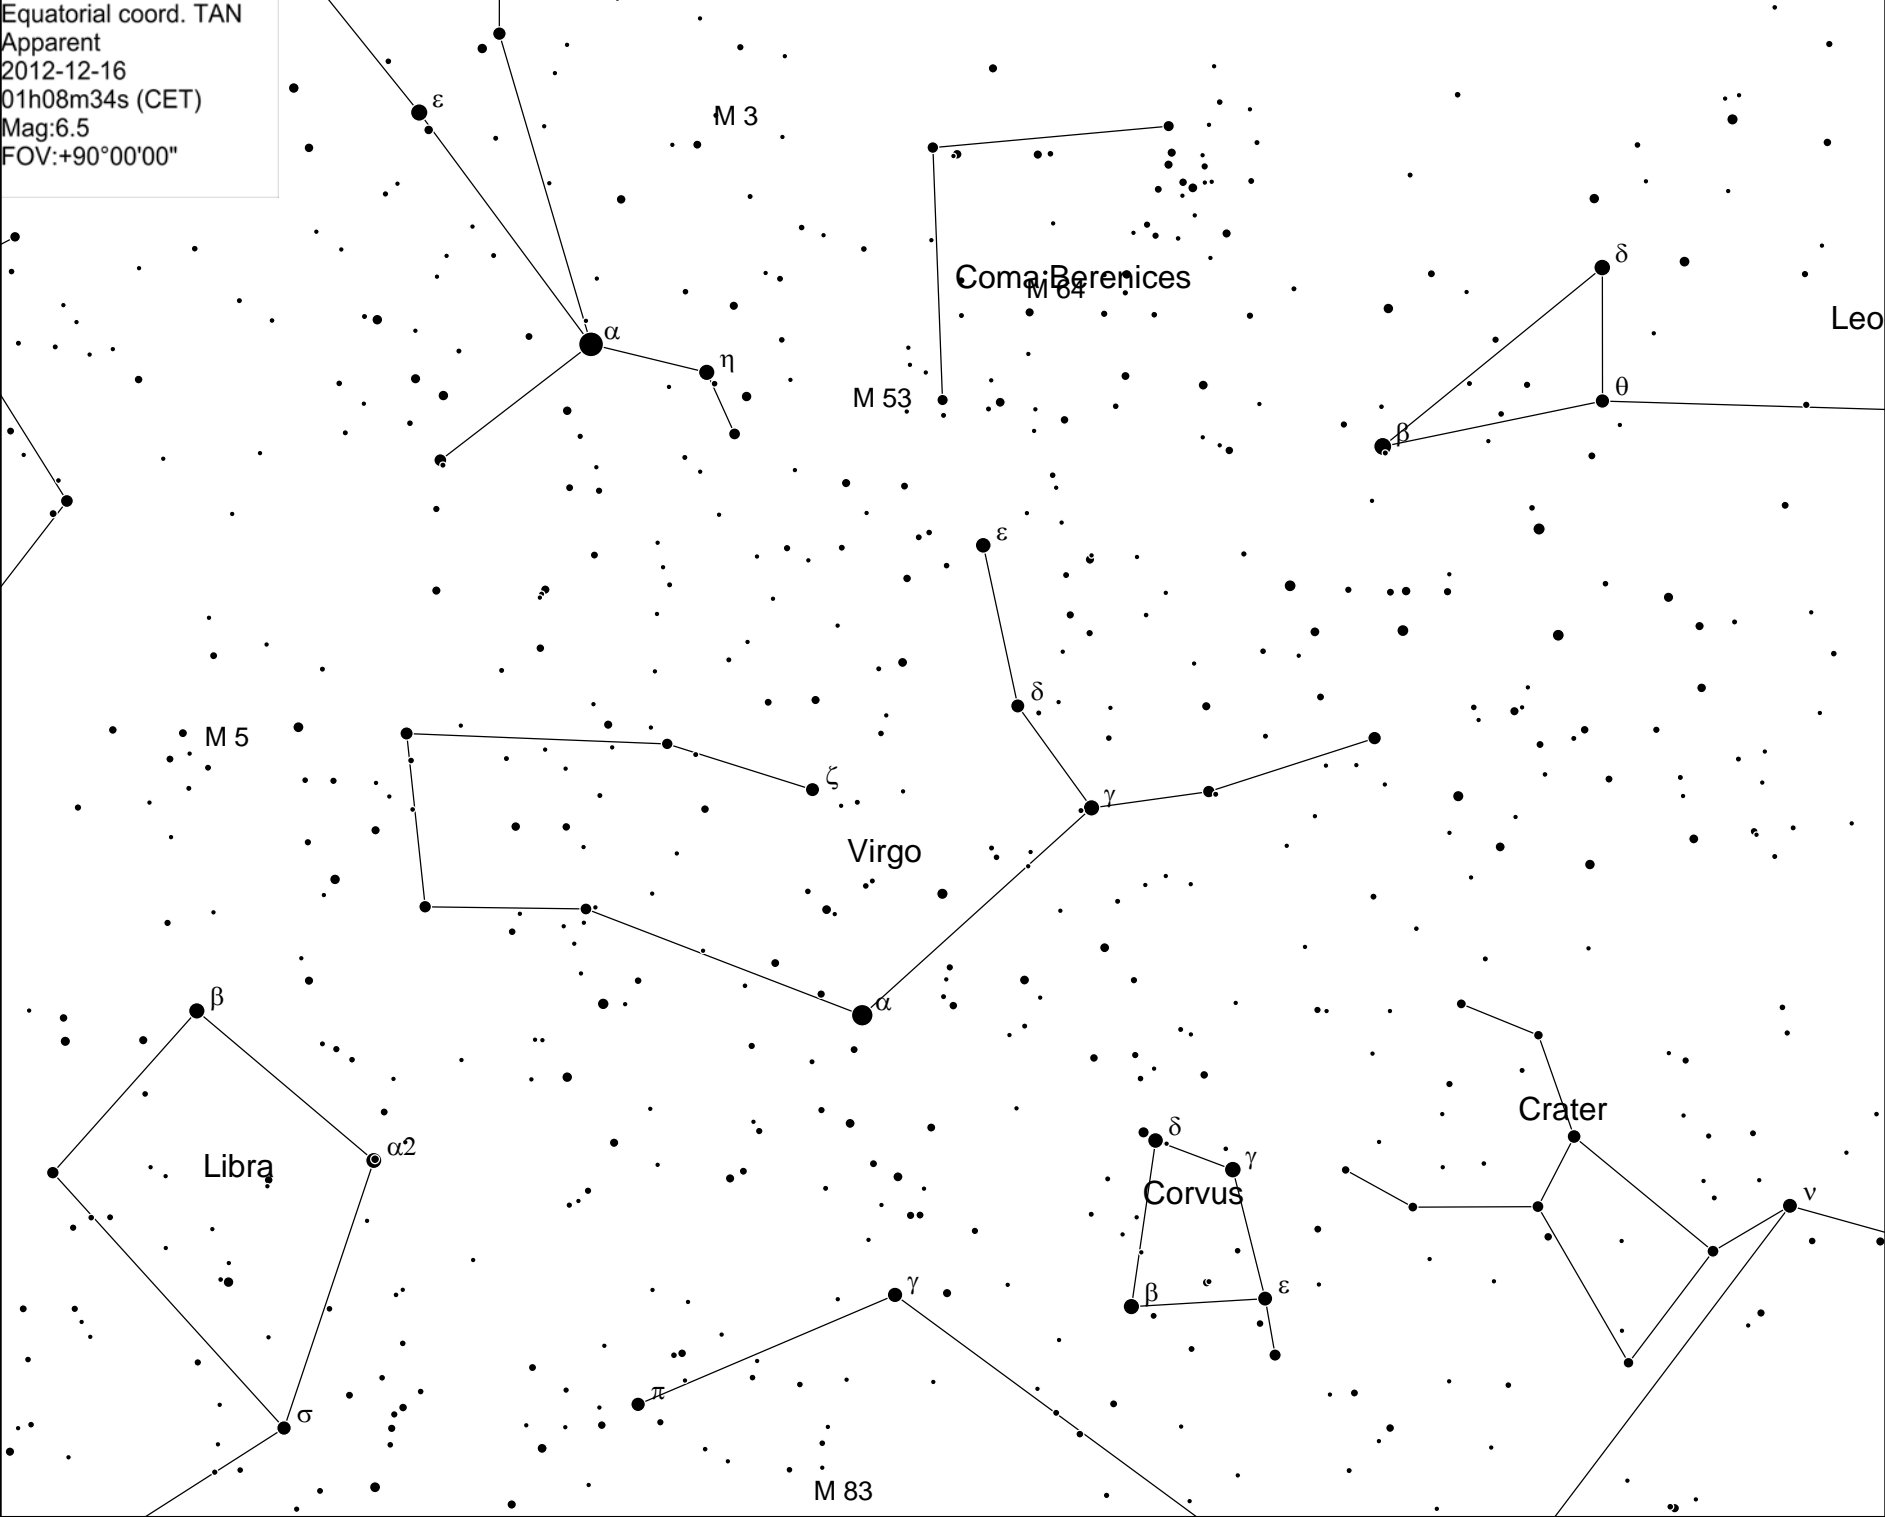 Equatorial coord. TAN
Apparent
2012-12-16
01h08m34s (CET)
Mag:6.5
FOV:+90°00'00"
ε
M 3
δ
Coma Berenices
M 64
Leo
α
η
θ
M 53
β
ε
δ
M 5
ζ
γ
Virgo
β
α
Crater
δ
α2
γ
Libra
Corvus
ν
γ
β
ε
π
σ
M 83